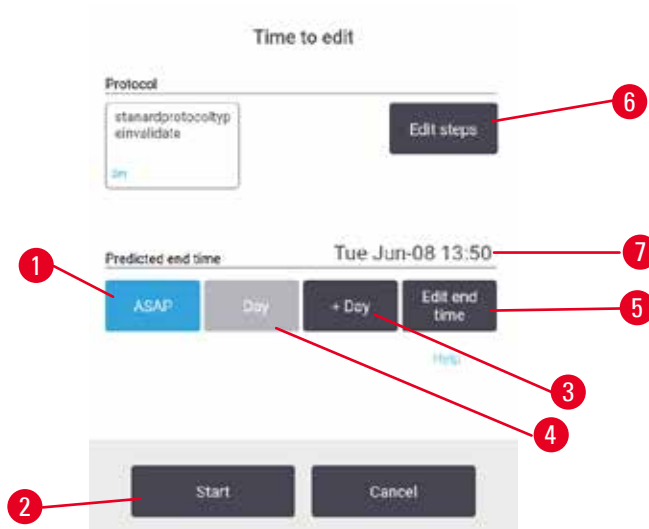 Time to edit
Protocol
stanardprotocoltyp
einvalidate
Edit steps
6
Predicted end time
Tue Jun-08 13:50
7
1
ASAP
Day
+ Day
Edit end
time
5
Help
3
4
2
Start
Cancel